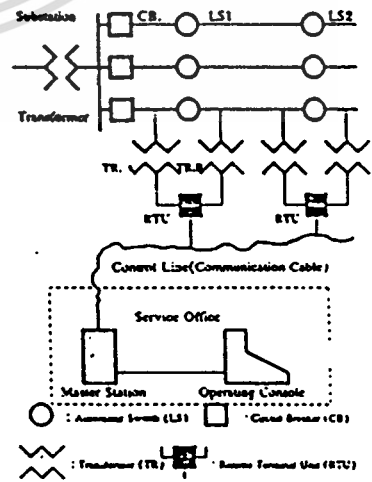 Substation CB. LS1 LS2
Transformer
TR. TR.
RTU RTU
Control Line(Communication Cable)
Service Office
Master Station Operating Console
: Automatic Switch (LS) : Circuit Breaker (CB)
: Transformer (TR) : Remote Terminal Unit (RTU)